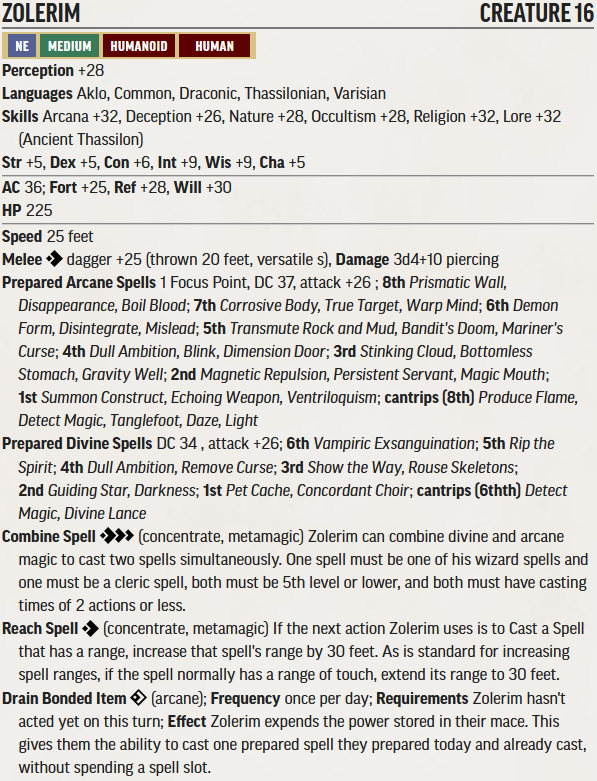 ZOLERIM CREATURE 16
NE MEDIUM HUMANOID HUMAN
Perception +28
Languages Aklo, Common, Draconic, Thassilonian, Varisian
Skills Arcana +32, Deception +26, Nature +28, Occultism +28, Religion +32, Lore +32
(Ancient Thassilon)
Str +5, Dex +5, Con +6, Int +9, Wis +9, Cha +5
AC 36; Fort +25, Ref +28, Will +30
HP 225
Speed 25 feet
Melee dagger +25 (thrown 20 feet, versatile s), Damage 3d4+10 piercing
Prepared Arcane Spells 1 Focus Point, DC 37, attack +26 ; 8th Prismatic Wall,
Disappearance, Boil Blood; 7th Corrosive Body, True Target, Warp Mind; 6th Demon
Form, Disintegrate, Mislead; 5th Transmute Rock and Mud, Bandit's Doom, Mariner's
Curse; 4th Dull Ambition, Blink, Dimension Door; 3rd Stinking Cloud, Bottomless
Stomach, Gravity Well; 2nd Magnetic Repulsion, Persistent Servant, Magic Mouth;
1st Summon Construct, Echoing Weapon, Ventriloquism; cantrips (8th) Produce Flame,
Detect Magic, Tanglefoot, Daze, Light
Prepared Divine Spells DC 34 , attack +26; 6th Vampiric Exsanguination; 5th Rip the
Spirit; 4th Dull Ambition, Remove Curse; 3rd Show the Way, Rouse Skeletons;
2nd Guiding Star, Darkness; 1st Pet Cache, Concordant Choir; cantrips (6thth) Detect
Magic, Divine Lance
Combine Spell (concentrate, metamagic) Zolerim can combine divine and arcane
magic to cast two spells simultaneously. One spell must be one of his wizard spells and
one must be a cleric spell, both must be 5th level or lower, and both must have casting
times of 2 actions or less.
Reach Spell (concentrate, metamagic) If the next action Zolerim uses is to Cast a Spell
that has a range, increase that spell's range by 30 feet. As is standard for increasing
spell ranges, if the spell normally has a range of touch, extend its range to 30 feet.
Drain Bonded Item (arcane); Frequency once per day; Requirements Zolerim hasn't
acted yet on this turn; Effect Zolerim expends the power stored in their mace. This
gives them the ability to cast one prepared spell they prepared today and already cast,
without spending a spell slot.